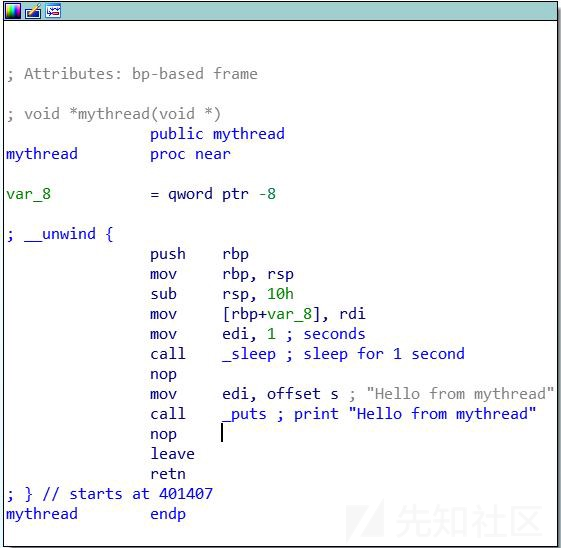 ; Attributes: bp-based frame
; void *mythread(void *)
public mythread
mythread proc near
var_8 = qword ptr -8
; __unwind {
push rbp
mov rbp, rsp
sub rsp, 10h
mov [rbp+var_8], rdi
mov edi, 1 ; seconds
call _sleep ; sleep for 1 second
nop
mov edi, offset s ; "Hello from mythread"
call _puts ; print "Hello from mythread"
nop
leave
retn
; } // starts at 401407
mythread endp
先知社区